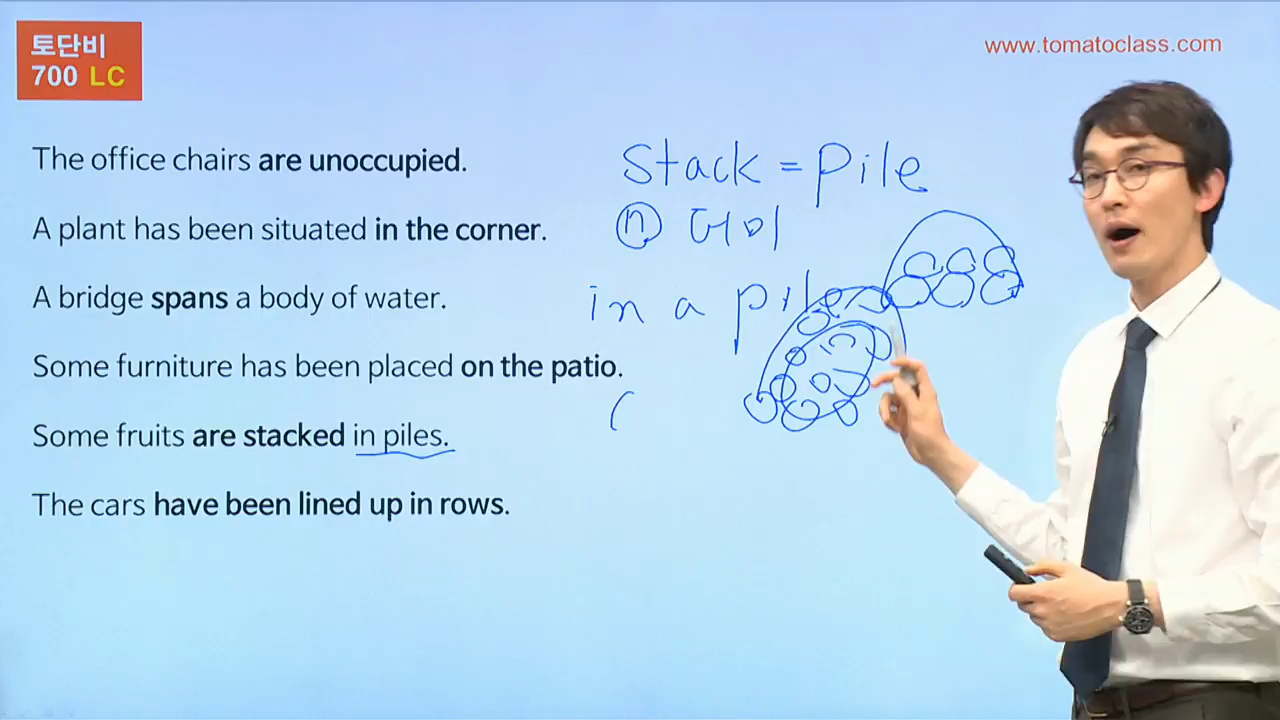 토단비
700 LC
www.tomatoclass.com
The office chairs are unoccupied.
A plant has been situated in the corner.
A bridge spans a body of water.
Some furniture has been placed on the patio.
Some fruits are stacked in piles.
The cars have been lined up in rows.
Stack = pile
ⓝ 더미
in a pile
(